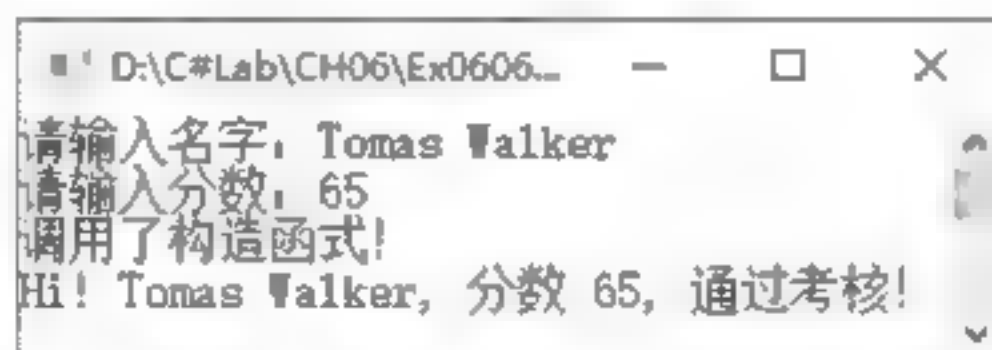 D:\C#Lab\CH06\Ex0606...
请输入名字：Tomas Walker
请输入分数：65
调用了构造函式！
Hi! Tomas Walker, 分数 65, 通过考核!